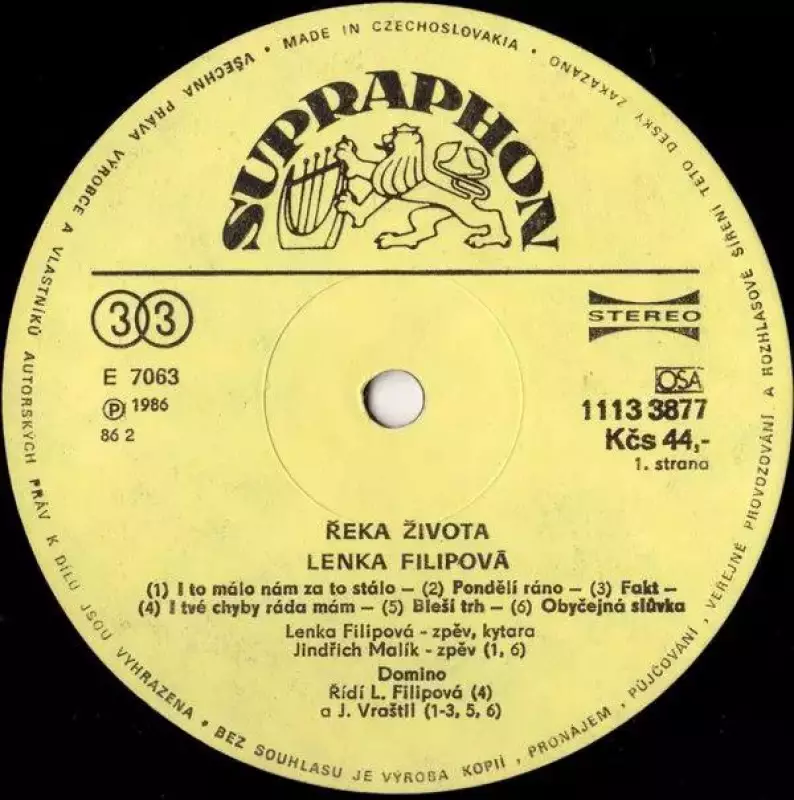 VŠECHNA PRÁVA VÝROBCE A VLASTNÍKŮ AUTORSKÝCH PRÁV K DÍLU JSOU VYHRAZENA • BEZ SOUHLASU JE VÝROBA KOPIÍ, PRONÁJEM, PŮJČOVÁNÍ, VEŘEJNÉ PROVOZOVÁNÍ A ROZHLASOVÉ ŠÍŘENÍ TÉTO DESKY ZAKÁZÁNO
• MADE IN CZECHOSLOVAKIA •
SUPRAPHON
33
STEREO
E 7063
Ⓟ 1986
86 2
OSA
1113 3877
Kčs 44,-
1. strana
ŘEKA ŽIVOTA
LENKA FILIPOVÁ
(1) I to málo nám za to stálo – (2) Pondělí ráno – (3) Fakt –
(4) I tvé chyby ráda mám – (5) Bleší trh – (6) Obyčejná slůvka
Lenka Filipová - zpěv, kytara
Jindřich Malík - zpěv (1, 6)
Domino
Řídí L. Filipová (4)
a J. Vraštil (1-3, 5, 6)